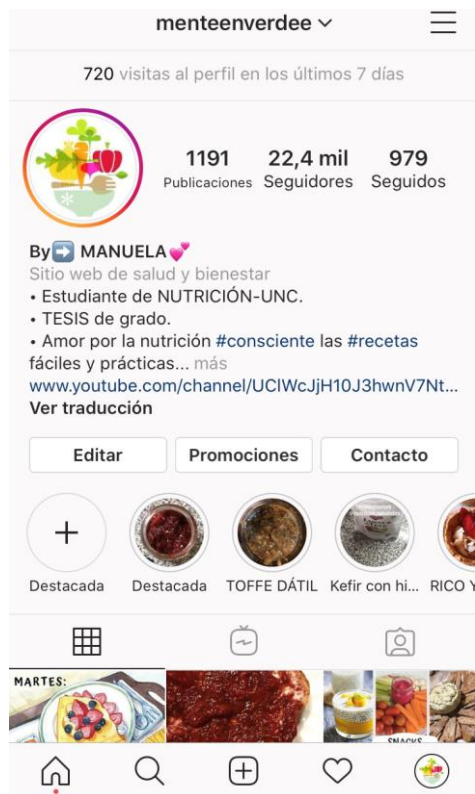 menteenverdee
720 visitas al perfil en los últimos 7 días
1191 22,4 mil 979
Publicaciones Seguidores Seguidos
By➡️ MANUELA💕
Sitio web de salud y bienestar
• Estudiante de NUTRICIÓN-UNC.
• TESIS de grado.
• Amor por la nutrición #consciente las #recetas
fáciles y prácticas... más
www.youtube.com/channel/UClWcJjH10J3hwnV7Nt...
Ver traducción
Editar Promociones Contacto
Destacada Destacada TOFFE DÁTIL Kefir con hi... RICO Y
MARTES:
SNACKS